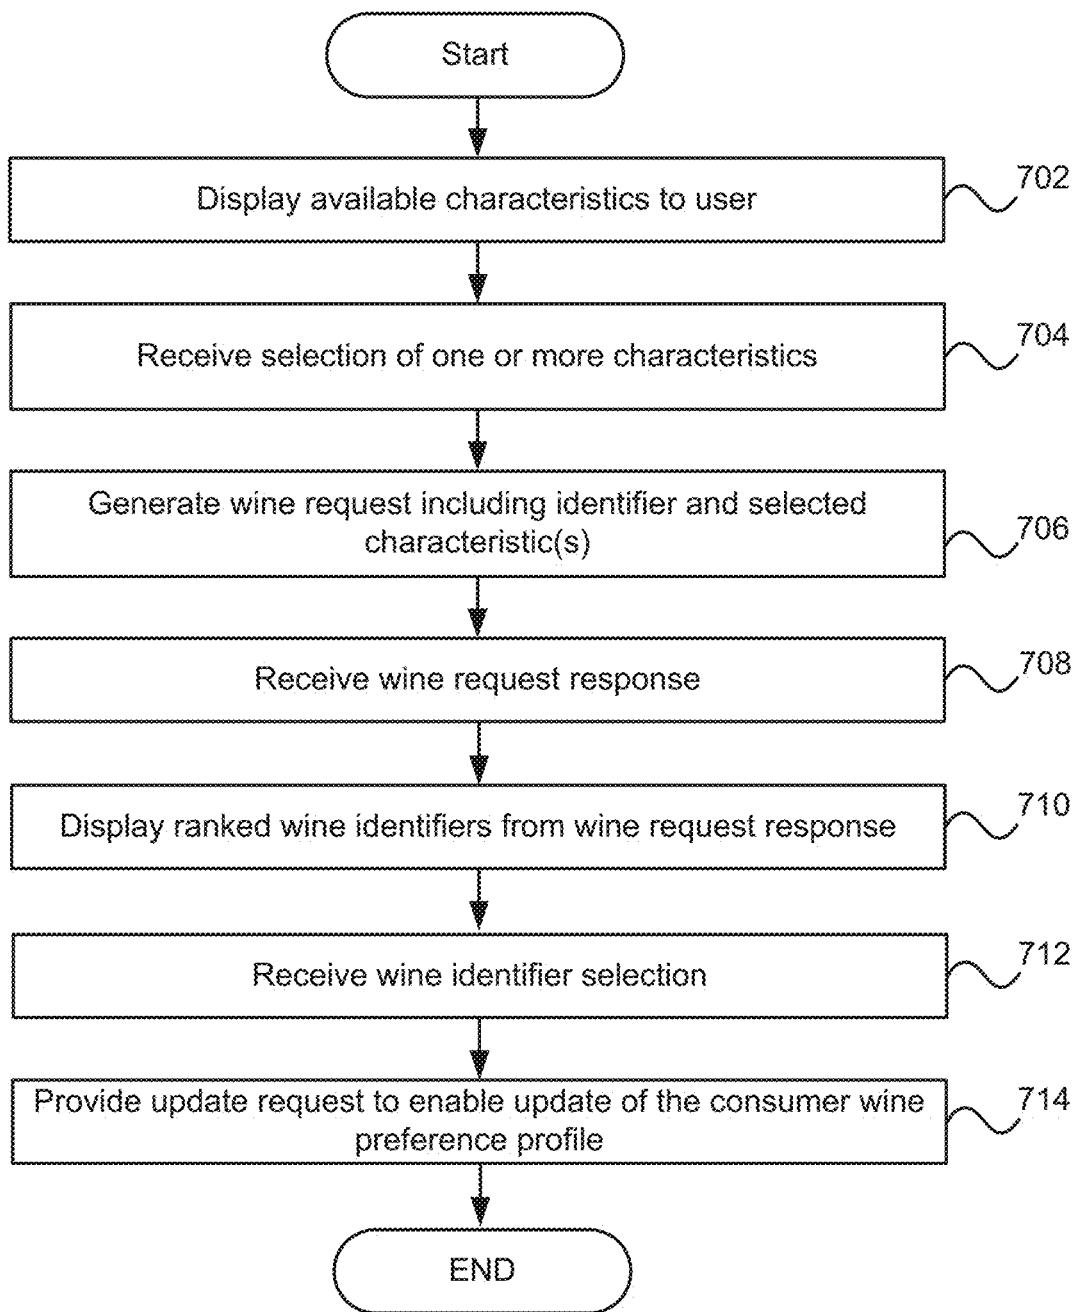 Start
Display available characteristics to user
702
Receive selection of one or more characteristics
704
Generate wine request including identifier and selected
characteristic(s)
706
Receive wine request response
708
Display ranked wine identifiers from wine request response
710
Receive wine identifier selection
712
Provide update request to enable update of the consumer wine
preference profile
714
END